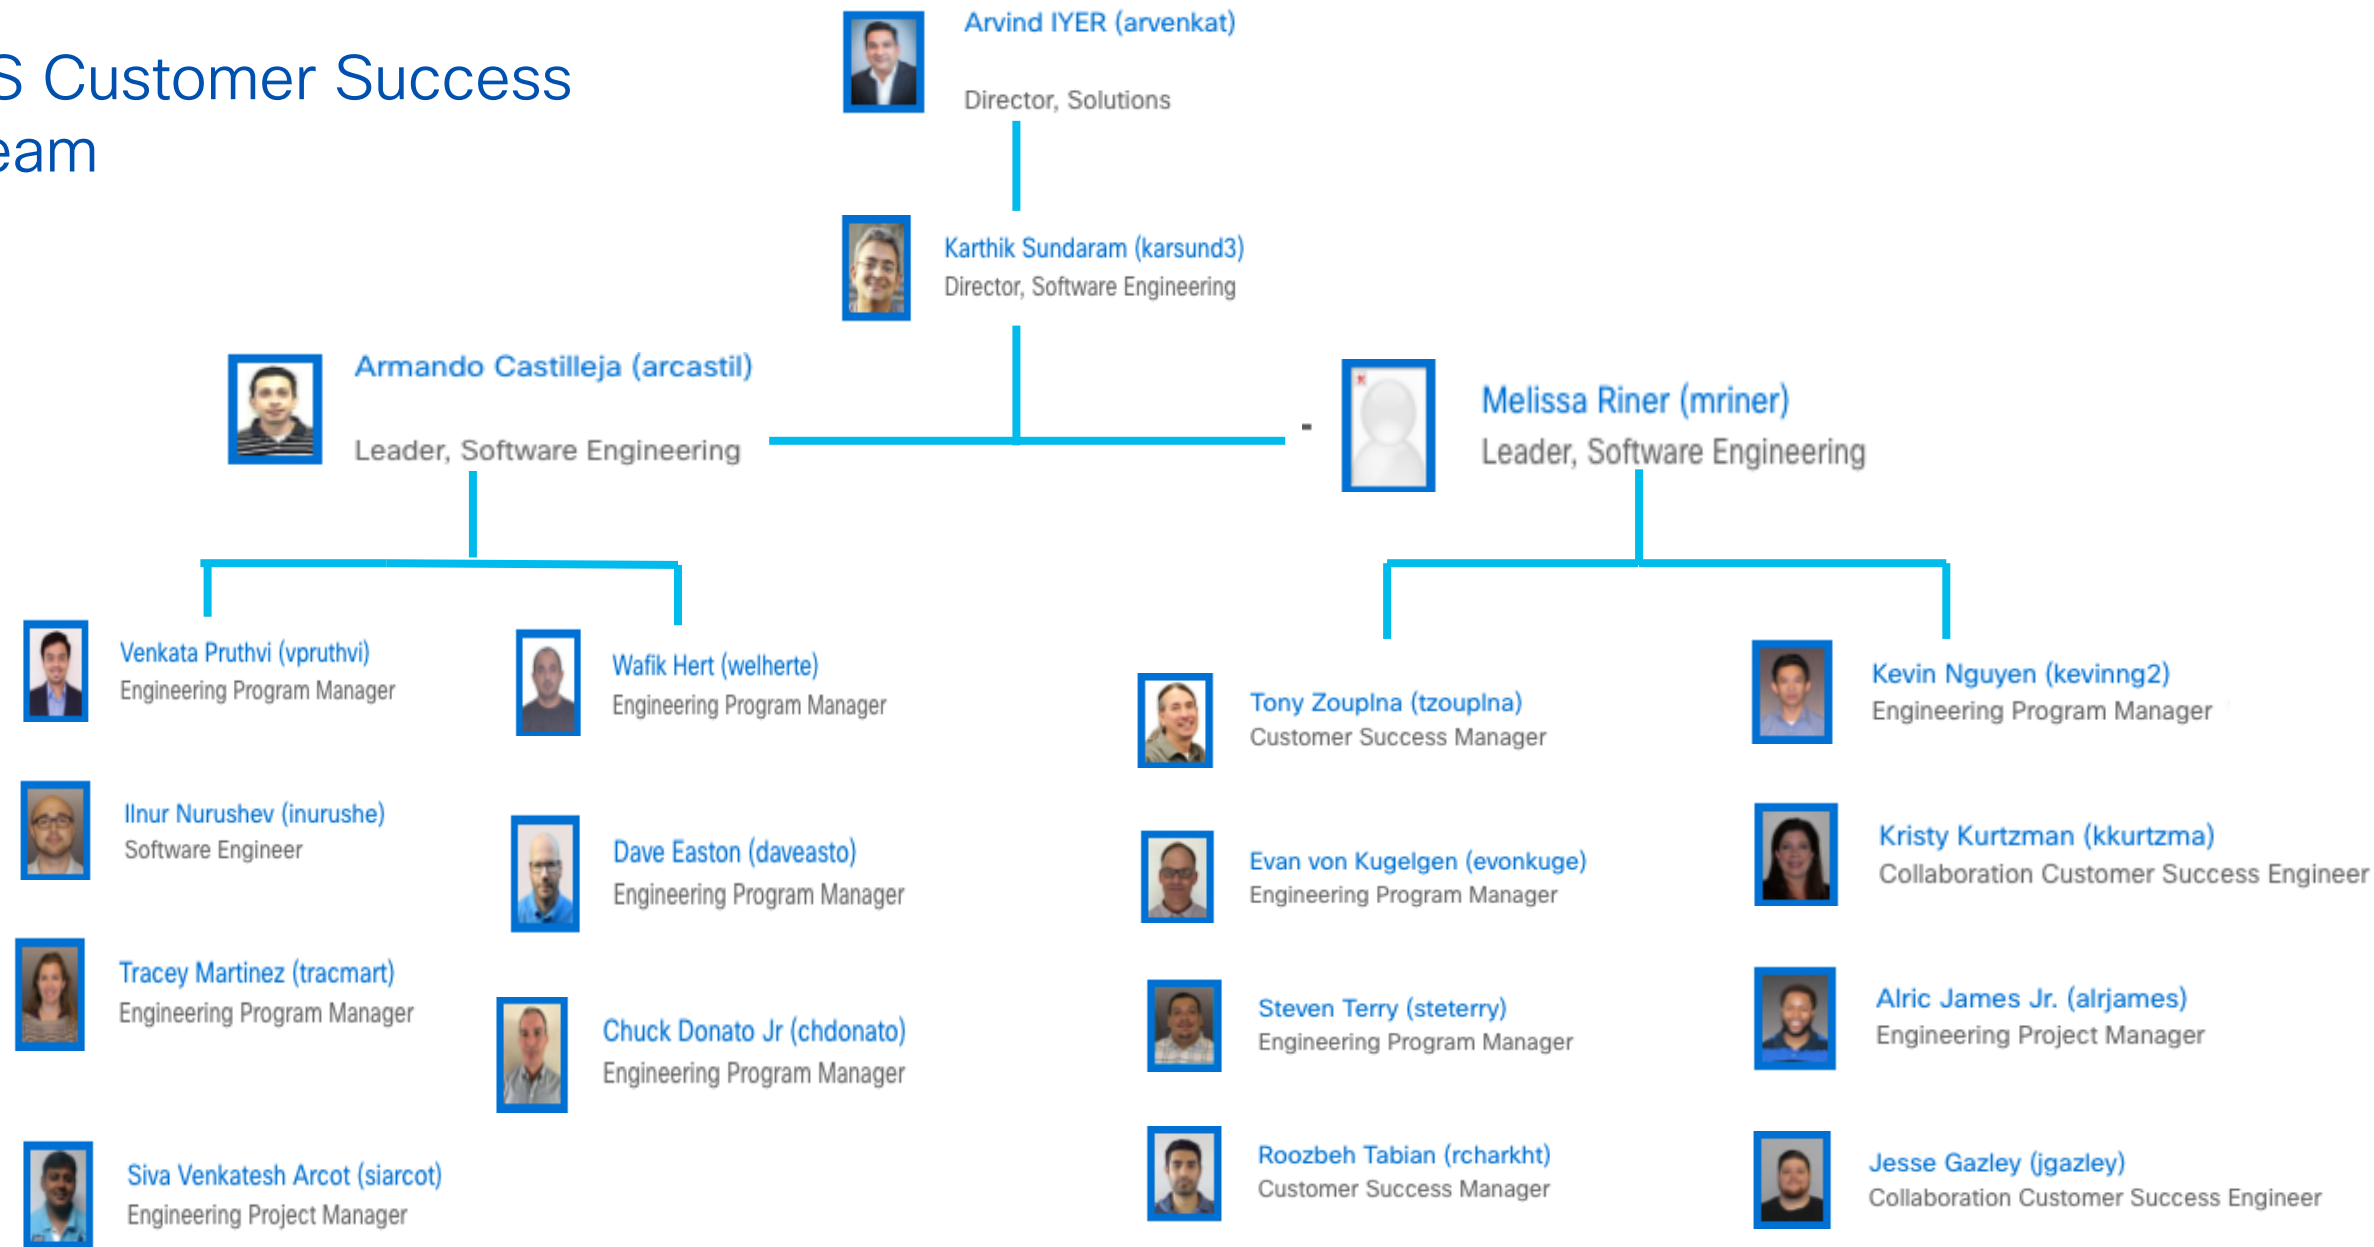 S Customer Success
eam
Arvind IYER (arvenkat)
Director, Solutions
Karthik Sundaram (karsund3)
Director, Software Engineering
Armando Castilleja (arcastil)
Leader, Software Engineering
-
Melissa Riner (mriner)
Leader, Software Engineering
Venkata Pruthvi (vpruthvi)
Engineering Program Manager
Ilnur Nurushev (inurushe)
Software Engineer
Tracey Martinez (tracmart)
Engineering Program Manager
Siva Venkatesh Arcot (siarcot)
Engineering Project Manager
Wafik Hert (welherte)
Engineering Program Manager
Dave Easton (daveasto)
Engineering Program Manager
Chuck Donato Jr (chdonato)
Engineering Program Manager
Tony Zouplna (tzouplna)
Customer Success Manager
Evan von Kugelgen (evonkuge)
Engineering Program Manager
Steven Terry (steterry)
Engineering Program Manager
Roozbeh Tabian (rcharkht)
Customer Success Manager
Kevin Nguyen (kevinng2)
Engineering Program Manager
Kristy Kurtzman (kkurtzma)
Collaboration Customer Success Engineer
Alric James Jr. (alrjames)
Engineering Project Manager
Jesse Gazley (jgazley)
Collaboration Customer Success Engineer